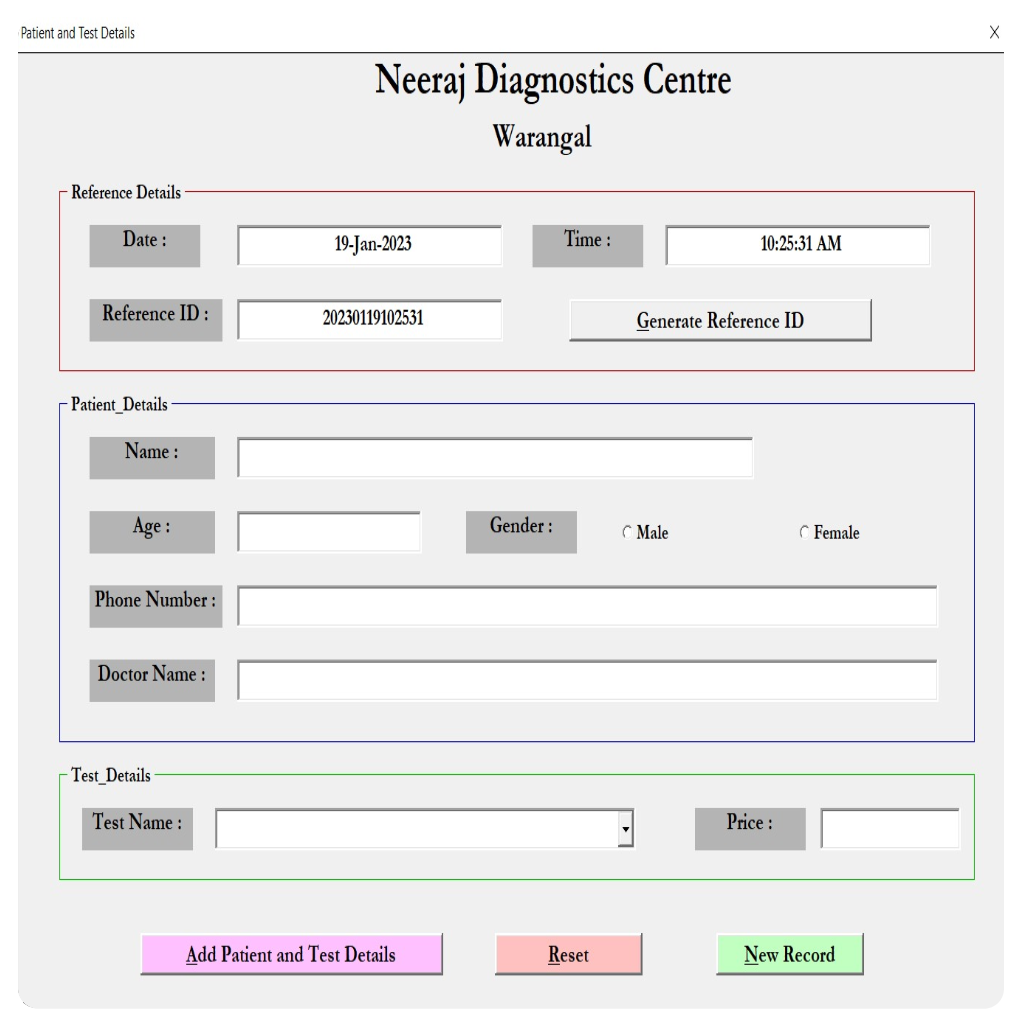 Patient and Test Details X
Neeraj Diagnostics Centre
Warangal
Reference Details
Date : 19-Jan-2023 Time : 10:25:31 AM
Reference ID : 20230119102531 Generate Reference ID
Patient_Details
Name :
Age : Gender : Male Female
Phone Number :
Doctor Name :
Test_Details
Test Name : Price :
Add Patient and Test Details Reset New Record